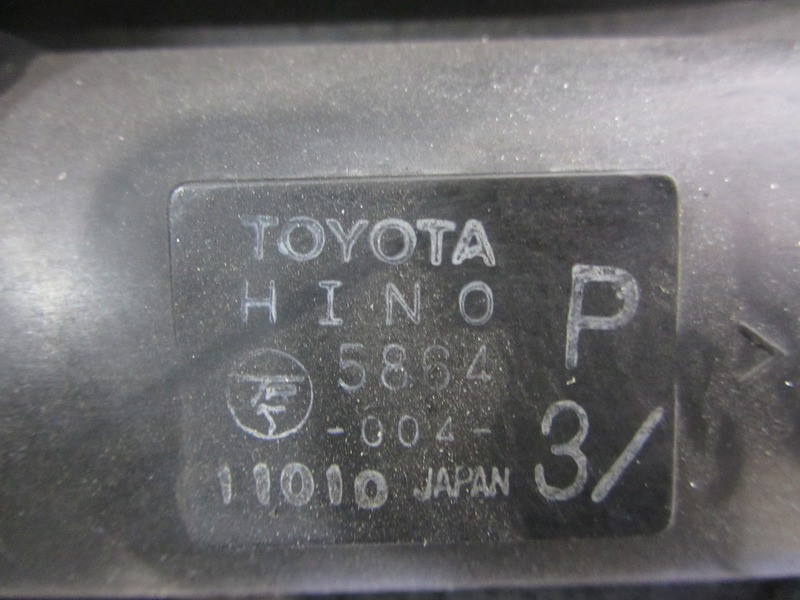 TOYOTA
HINO
P
5864
-004-
3/
11010 JAPAN